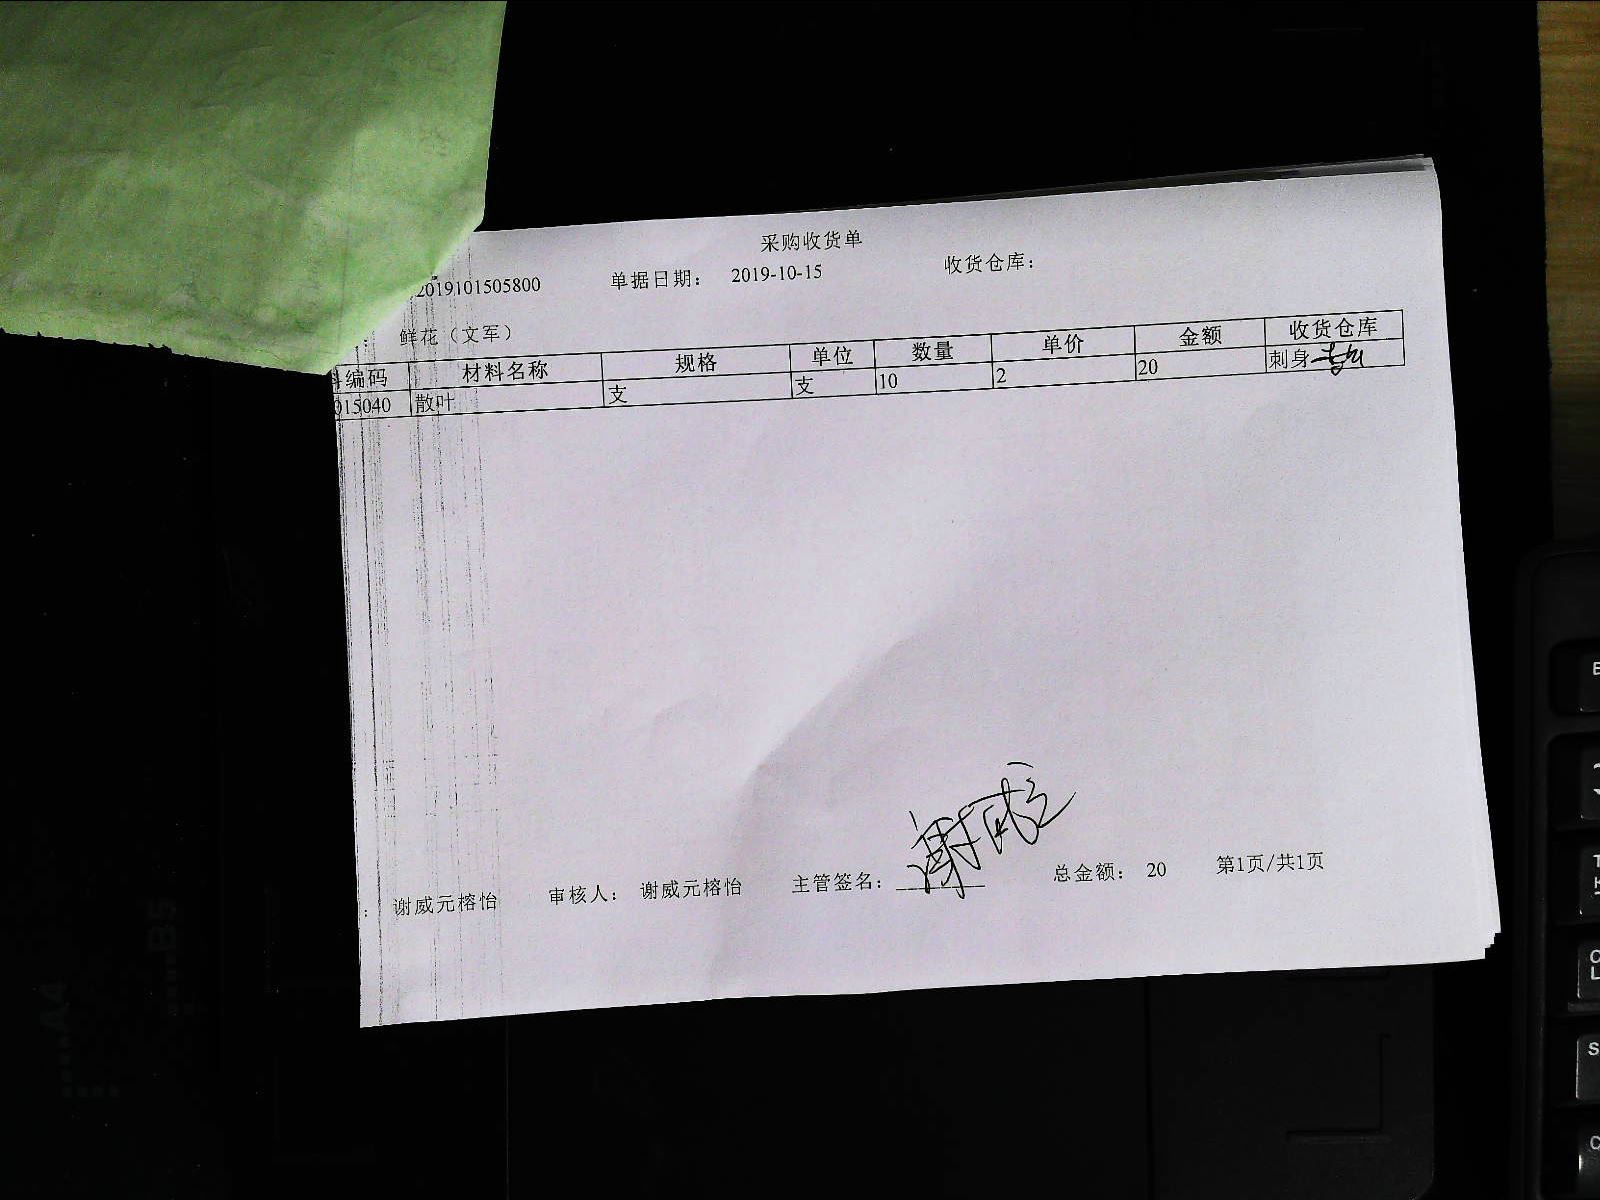 采购收货单
2019101505800 单据日期： 2019-10-15 收货仓库：
： 鲜花（文军）
编码 材料名称 规格 单位 数量 单价 金额 收货仓库
015040 散叶 支 支 10 2 20 刺身
： 谢威元榕怡 审核人： 谢威元榕怡 主管签名： 总金额： 20 第1页/共1页
A4
B5